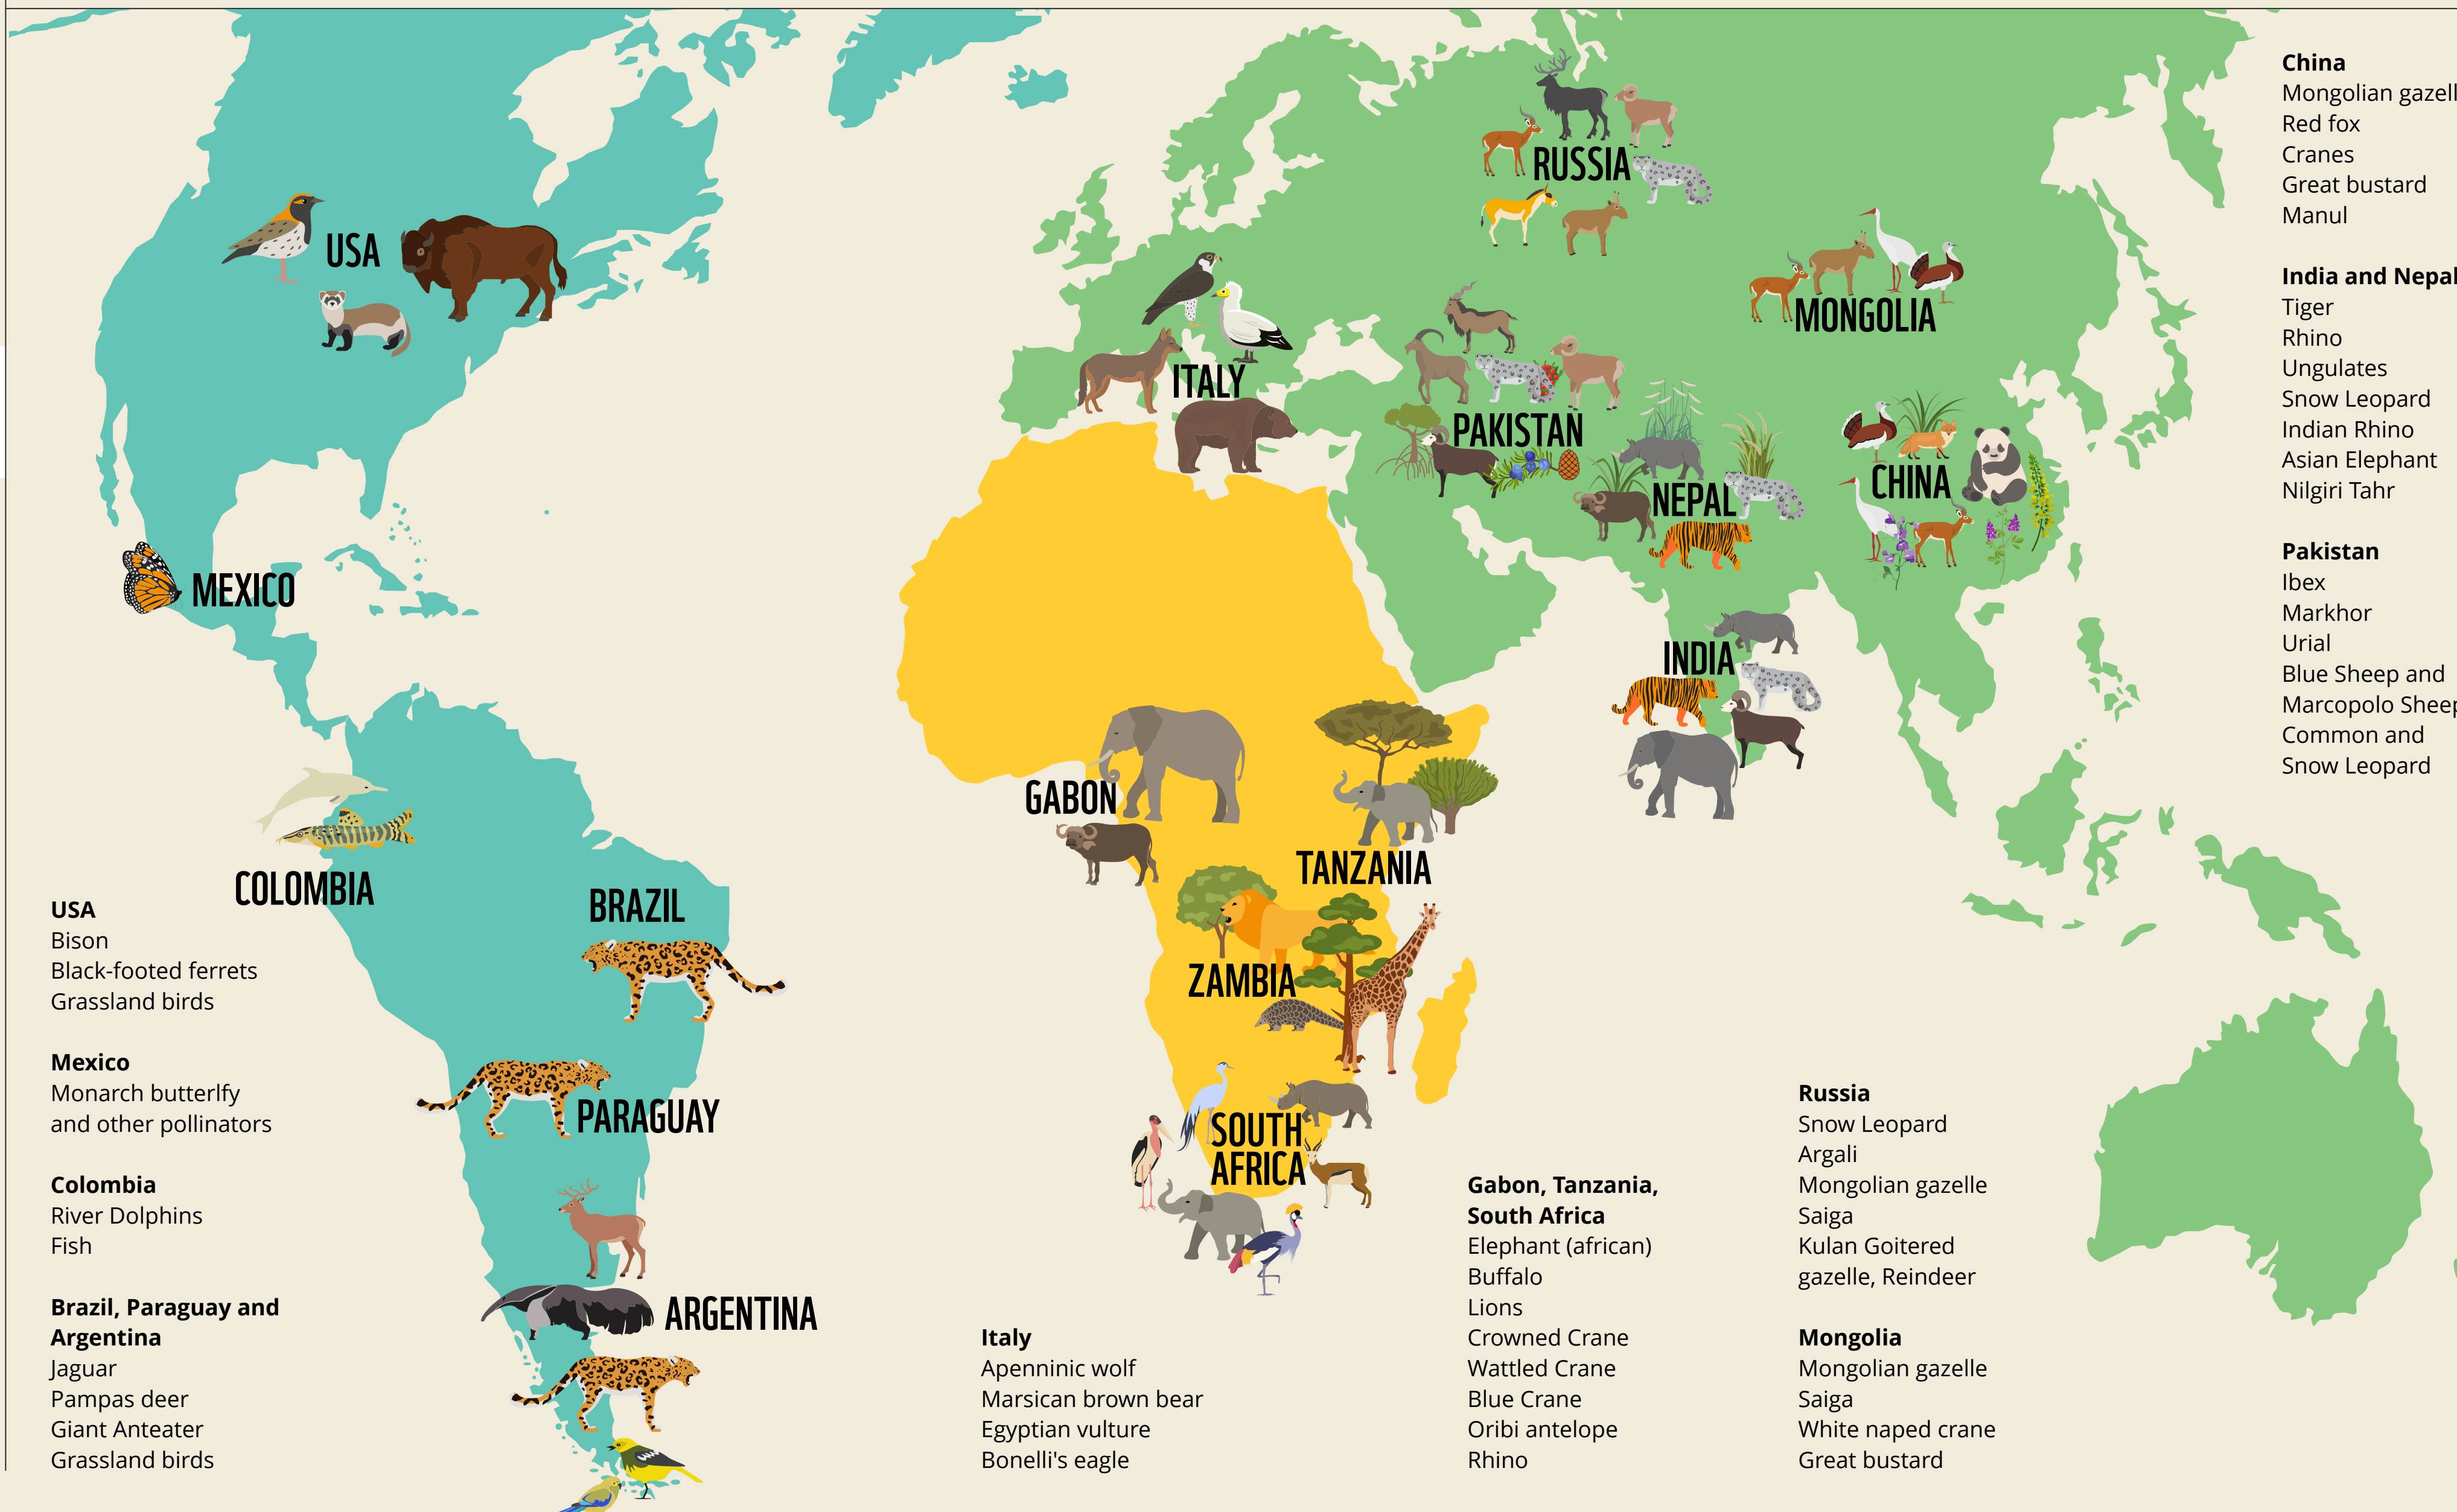 USA
MEXICO
COLOMBIA
BRAZIL
PARAGUAY
ARGENTINA
ITALY
RUSSIA
MONGOLIA
PAKISTAN
NEPAL
CHINA
INDIA
GABON
TANZANIA
ZAMBIA
SOUTH
AFRICA
USA
Bison
Black-footed ferrets
Grassland birds
Mexico
Monarch butterlfy
and other pollinators
Colombia
River Dolphins
Fish
Brazil, Paraguay and
Argentina
Jaguar
Pampas deer
Giant Anteater
Grassland birds
Italy
Apenninic wolf
Marsican brown bear
Egyptian vulture
Bonelli's eagle
Gabon, Tanzania,
South Africa
Elephant (african)
Buffalo
Lions
Crowned Crane
Wattled Crane
Blue Crane
Oribi antelope
Rhino
Russia
Snow Leopard
Argali
Mongolian gazelle
Saiga
Kulan Goitered
gazelle, Reindeer
Mongolia
Mongolian gazelle
Saiga
White naped crane
Great bustard
China
Mongolian gazell
Red fox
Cranes
Great bustard
Manul
India and Nepal
Tiger
Rhino
Ungulates
Snow Leopard
Indian Rhino
Asian Elephant
Nilgiri Tahr
Pakistan
Ibex
Markhor
Urial
Blue Sheep and
Marcopolo Sheep
Common and
Snow Leopard